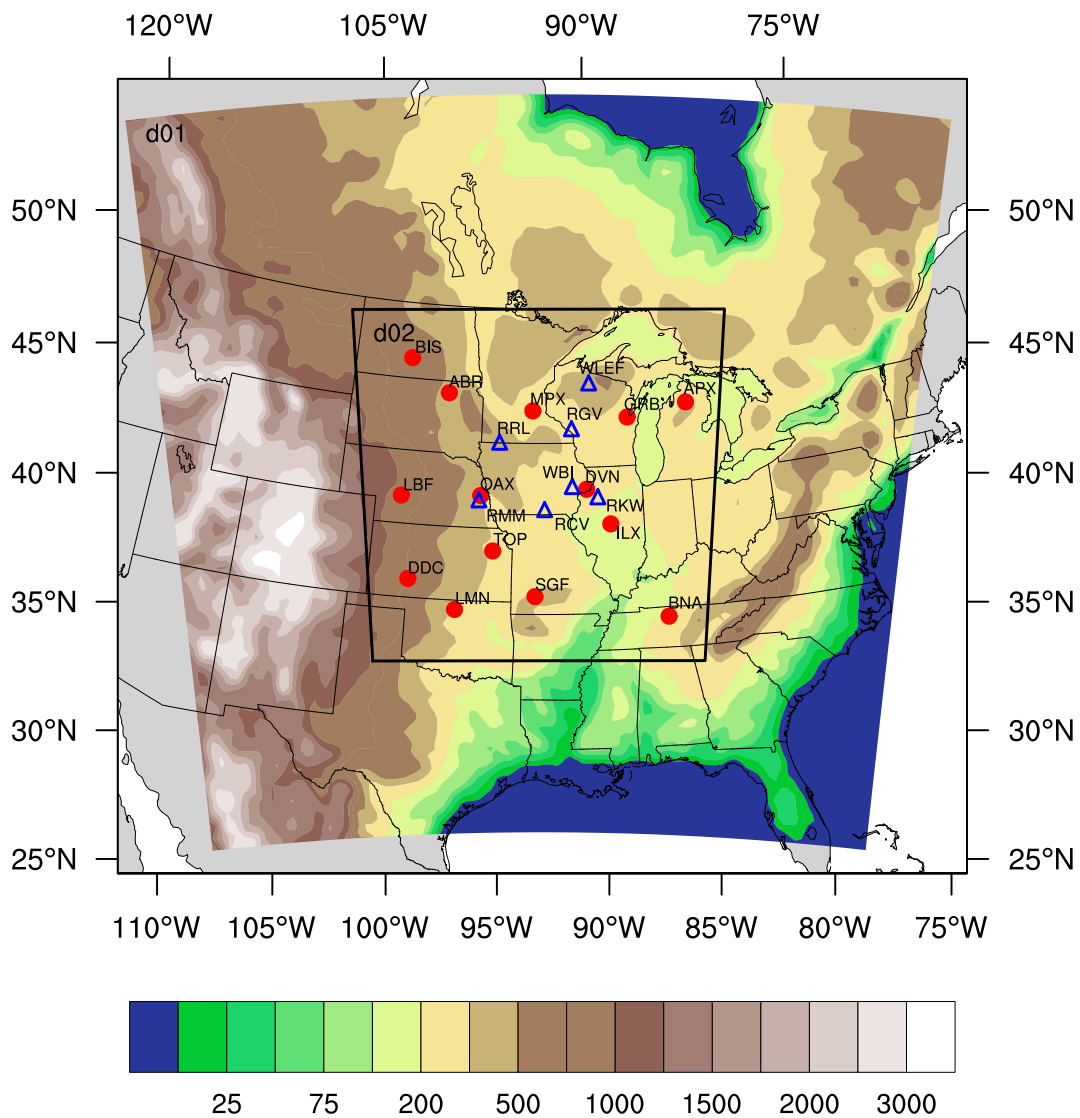 120°W 105°W 90°W 75°W
d01
50°N 50°N
45°N 45°N
d02
BIS
WLEF
ABR APX
MPX GRB
RGV
RRL
40°N 40°N
WBI DVN
LBF OAX
RKW
RMM
RCV
ILX
TOP
DDC
SGF
35°N LMN BNA 35°N
30°N 30°N
25°N 25°N
110°W 105°W 100°W 95°W 90°W 85°W 80°W 75°W
25 75 200 500 1000 1500 2000 3000